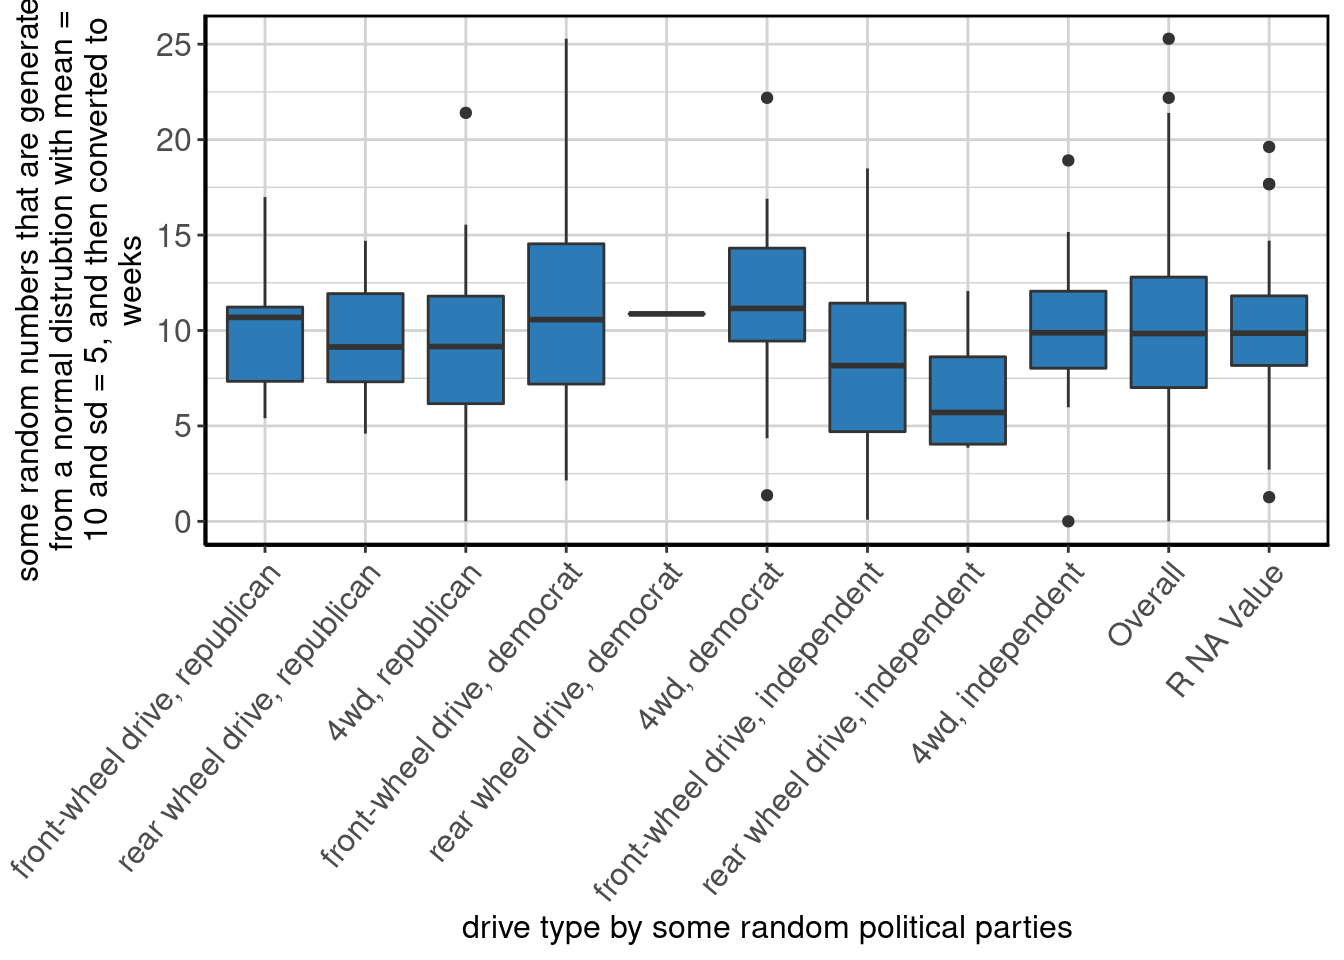 some random numbers that are generate
from a normal distrubtion with mean =
10 and sd = 5, and then converted to
weeks
25
20
15
10
5
0
front-wheel drive, republican
rear wheel drive, republican
4wd, republican
front-wheel drive, democrat
rear wheel drive, democrat
4wd, democrat
front-wheel drive, independent
rear wheel drive, independent
4wd, independent
Overall
R NA Value
drive type by some random political parties